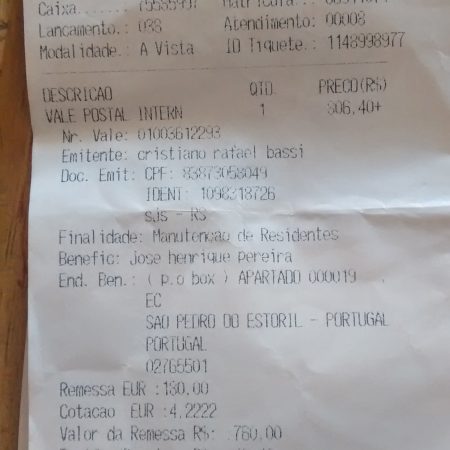 Caixa.......: 75585997
Lancamento.: 038 Atendimento: 00008
Modalidade.: A Vista ID Tiquete.: 1148998977
DESCRICAO QTD. PRECO(R$)
VALE POSTAL INTERN 1 806,40+
Nr. Vale: 01003612293
Emitente: cristiano rafael bassi
Doc. Emit: CPF: 83873058049
IDENT: 1098318726
SJS - RS
Finalidade: Manutençao de Residentes
Benefic: jose henrique pereira
End. Ben.: ( p.o box ) APARTADO 000019
EC
SAO PEDRO DO ESTORIL - PORTUGAL
PORTUGAL
02765501
Remessa EUR :180,00
Cotacao EUR :4,2222
Valor da Remessa R$: .760,00